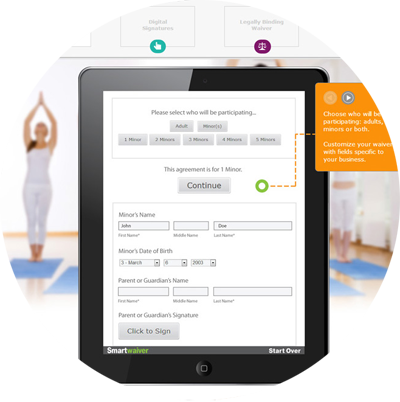 Digital
Signatures
Legally Binding
Waiver
Please select who will be participating...
Adult
Minor(s)
1 Minor
2 Minors
3 Minors
4 Minors
5 Minors
This agreement is for 1 Minor.
Continue
Choose who will be
participating: adults,
minors or both.
Customize your waiver
with fields specific to
your business.
Minor's Name
John
Doe
First Name*
Middle Name
Last Name*
Minor's Date of Birth
3 - March
8
2003
Parent or Guardian's Name
First Name*
Middle Name
Last Name*
Parent or Guardian's Signature
Click to Sign
Smartwaiver
Start Over